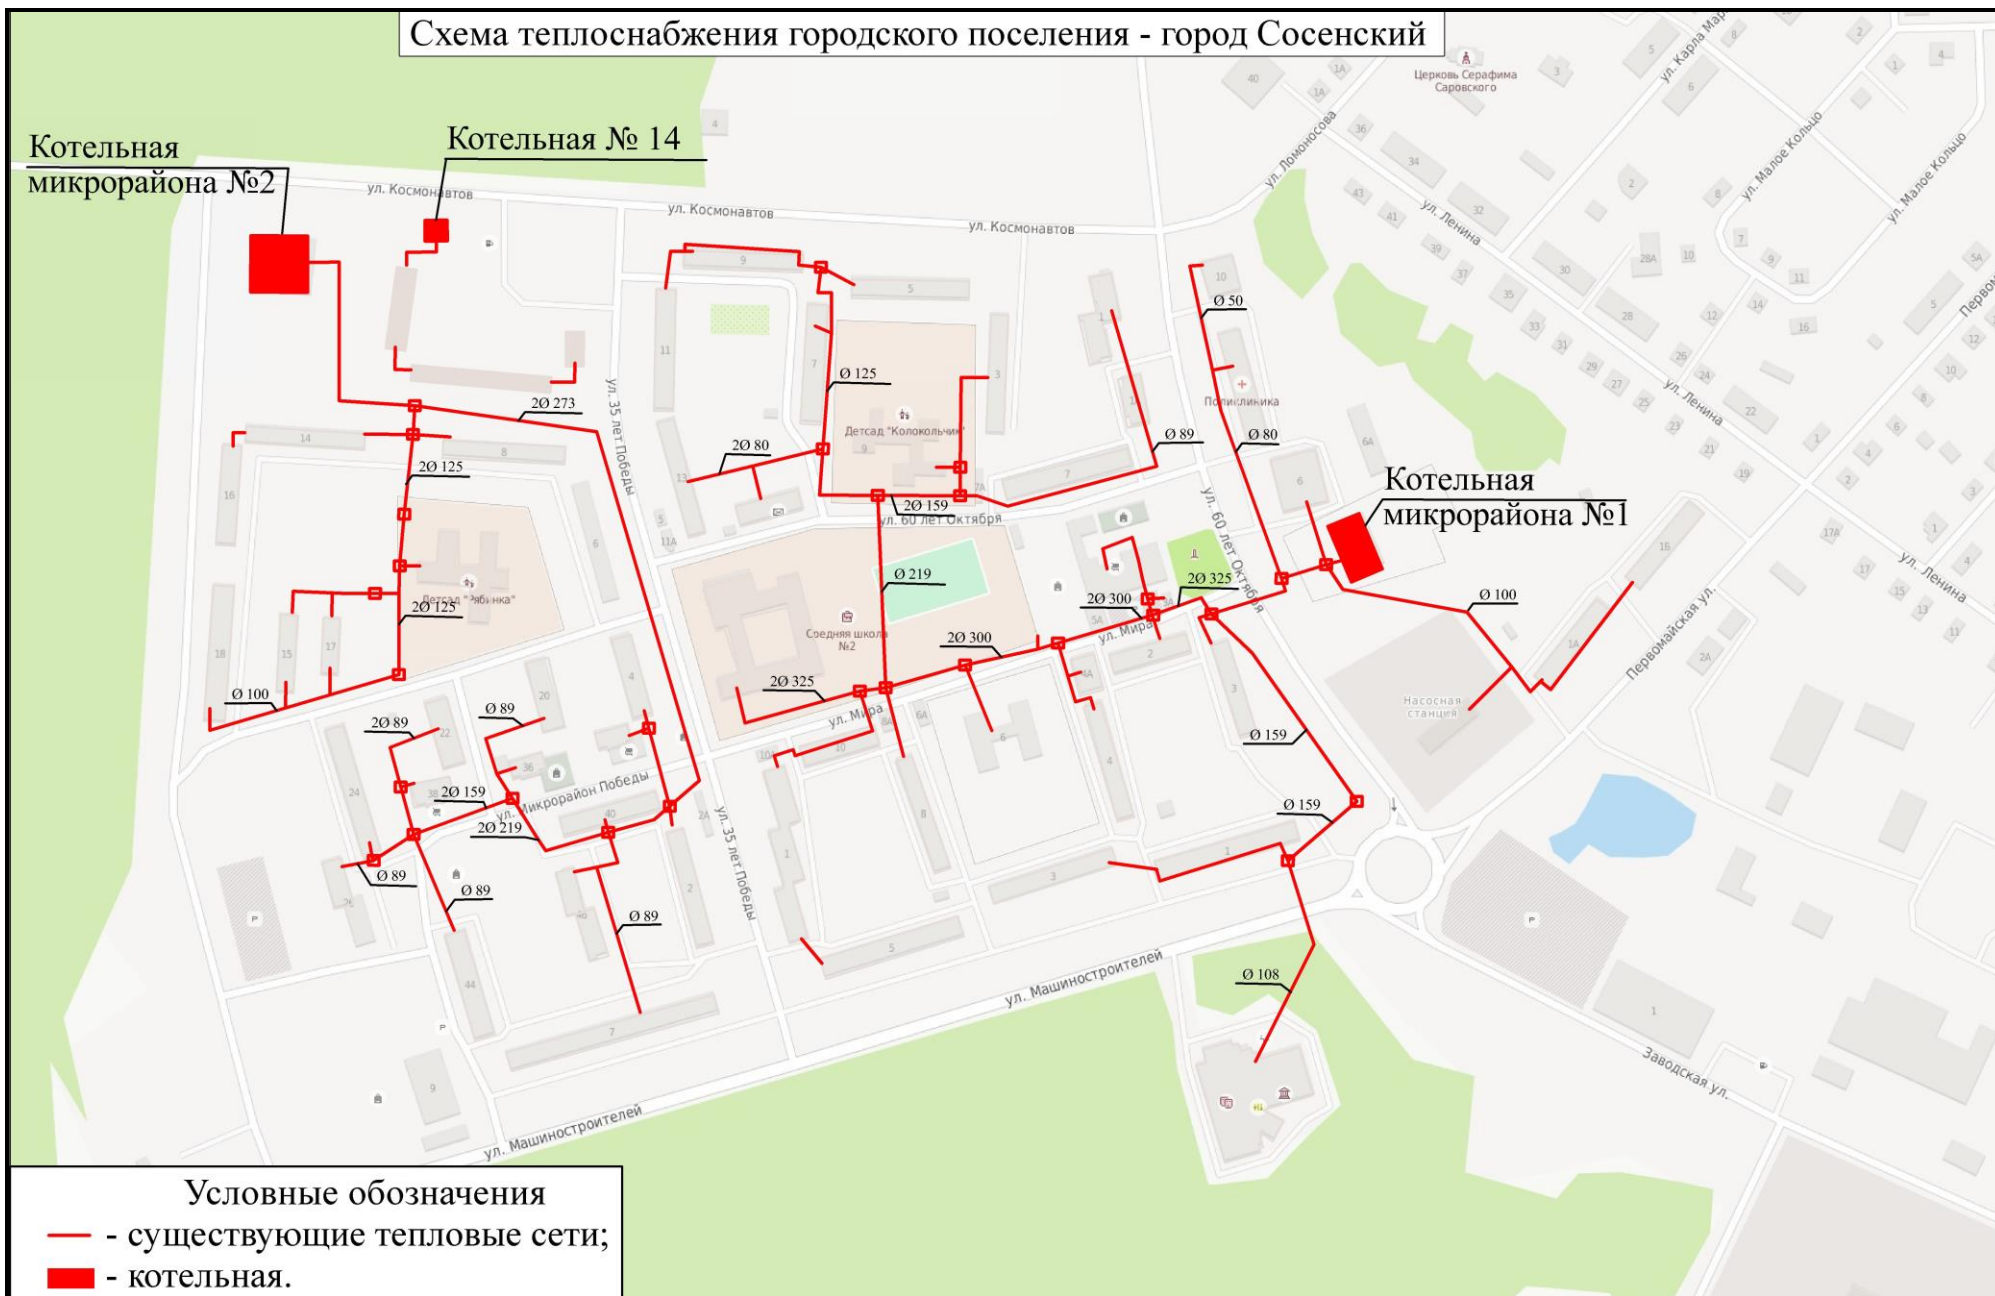 Схема теплоснабжения городского поселения - город Сосенский
Котельная
микрорайона №2
Котельная № 14
Котельная
микрорайона №1
Церковь Серафима
Саровского
ул. Ломоносова
ул. Малое Кольцо
ул. Малое Кольцо
ул. Космонавтов
ул. Космонавтов
ул. Космонавтов
ул. Ленина
ул. Ленина
ул. Ленина
ул. 35 лет Победы
ул. 35 лет Победы
ул. 60 лет Октября
ул. 60 лет Октября
Поликлиника
Детсад "Колокольчик"
Детсад "Рябинка"
Средняя школа
№2
ул. Мира
ул. Мира
ул. Микрорайон Победы
Насосная
станция
Первомайская ул.
ул. Машиностроителей
ул. Машиностроителей
Заводская ул.
2Ø 273
2Ø 125
2Ø 125
Ø 100
2Ø 89
Ø 89
2Ø 159
2Ø 219
Ø 89
Ø 89
Ø 89
2Ø 80
Ø 125
2Ø 159
Ø 219
2Ø 325
2Ø 300
2Ø 300
2Ø 325
Ø 89
Ø 50
Ø 80
Ø 100
Ø 159
Ø 159
Ø 108
Условные обозначения
- существующие тепловые сети;
- котельная.